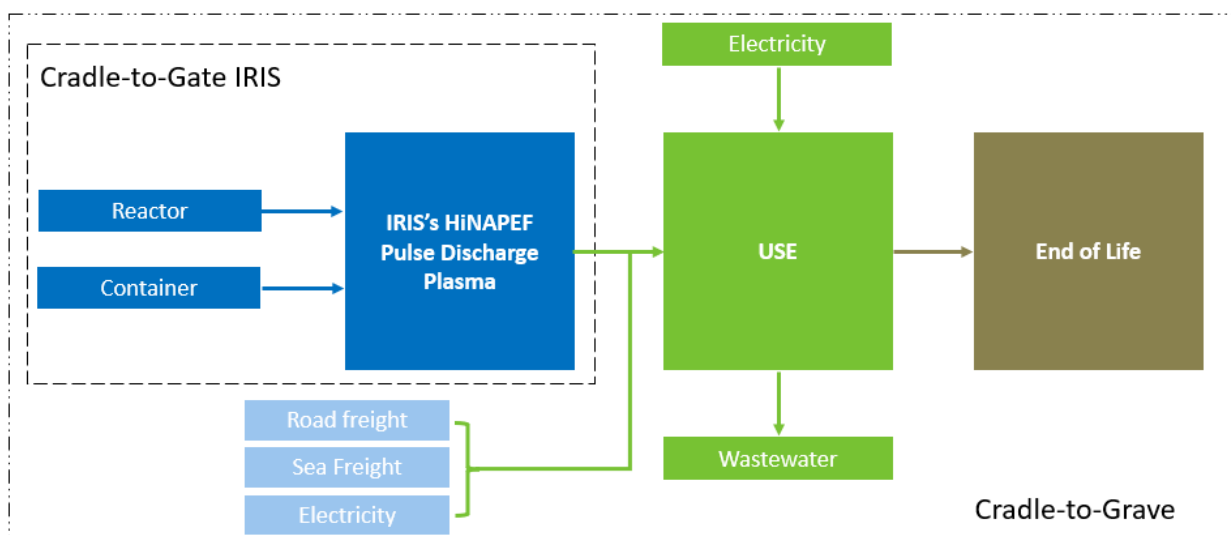 Cradle-to-Gate IRIS
Reactor
Container
IRIS's HiNAPEF
Pulse Discharge
Plasma
Electricity
USE
Wastewater
End of Life
Road freight
Sea Freight
Electricity
Cradle-to-Grave